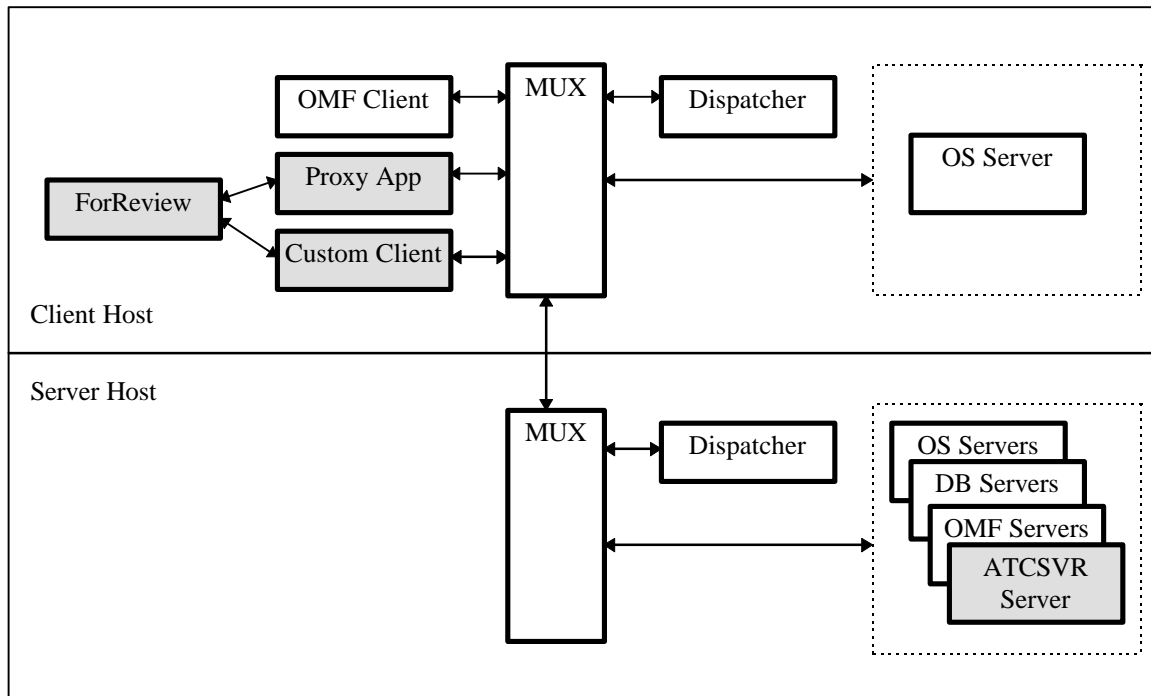 OMF Client
MUX
Dispatcher
OS Server
Proxy App
ForReview
Custom Client
Client Host
Server Host
MUX
Dispatcher
OS Servers
DB Servers
OMF Servers
ATCSVR
Server